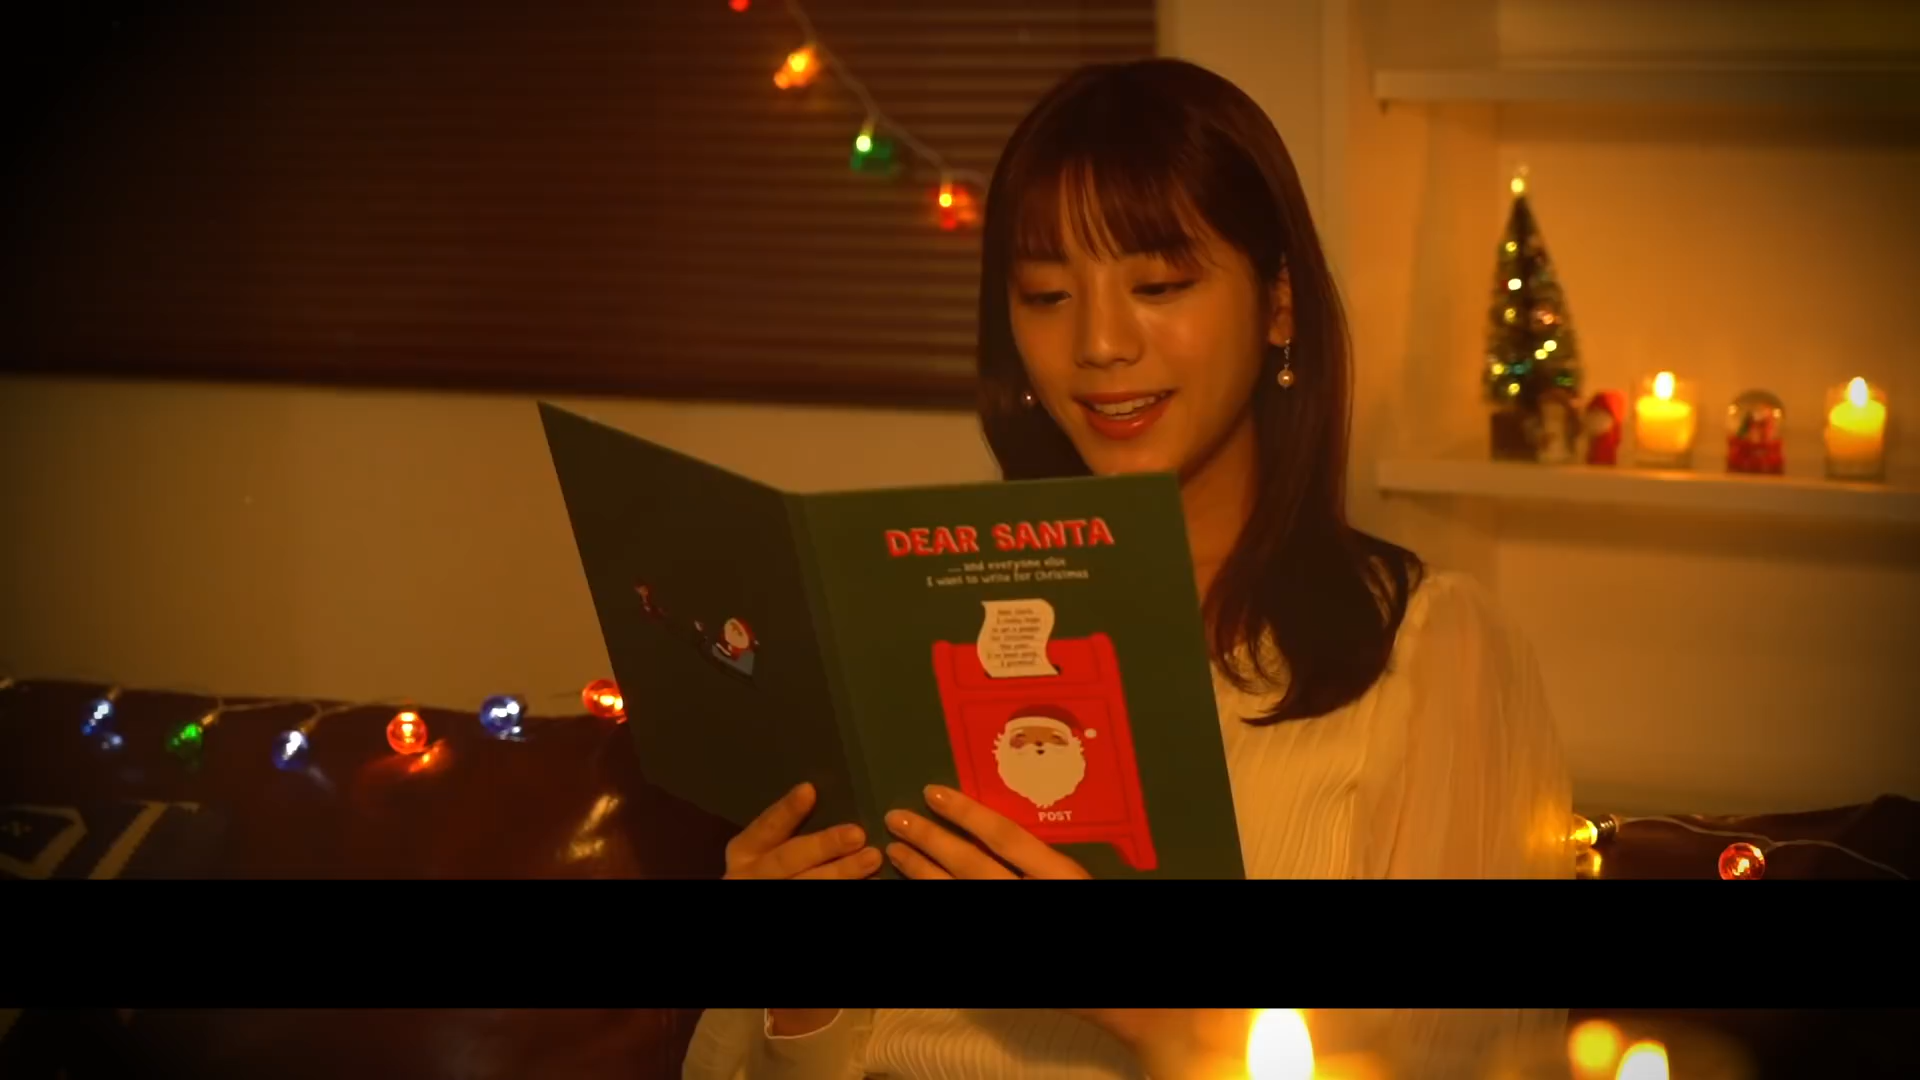 DEAR SANTA
... and everyone else
I want to write for Christmas
POST